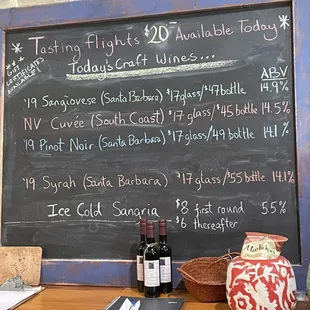 Tasting Flights $20- Available Today
GIFT CERTIFICATES AVAILABLE!
Today's Craft Wines...
ABV
'19 Sangiovese (Santa Barbara) $17 glass/$47 bottle 14.9%
NV Cuvée (South Coast) $17 glass/$45 bottle 14.5%
'19 Pinot Noir (Santa Barbara) $17 glass/49 bottle 14.1%
'19 Syrah (Santa Barbara) $17 glass/$55 bottle 14.1%
Ice Cold Sangria $8 first round 5.5%
$6 thereafter